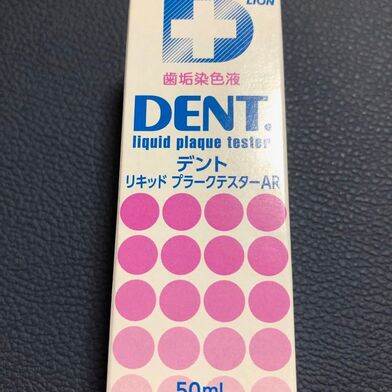 LION
歯垢染色液
DENT.
liquid plaque tester
デント
リキッド プラークテスターAR
50mL